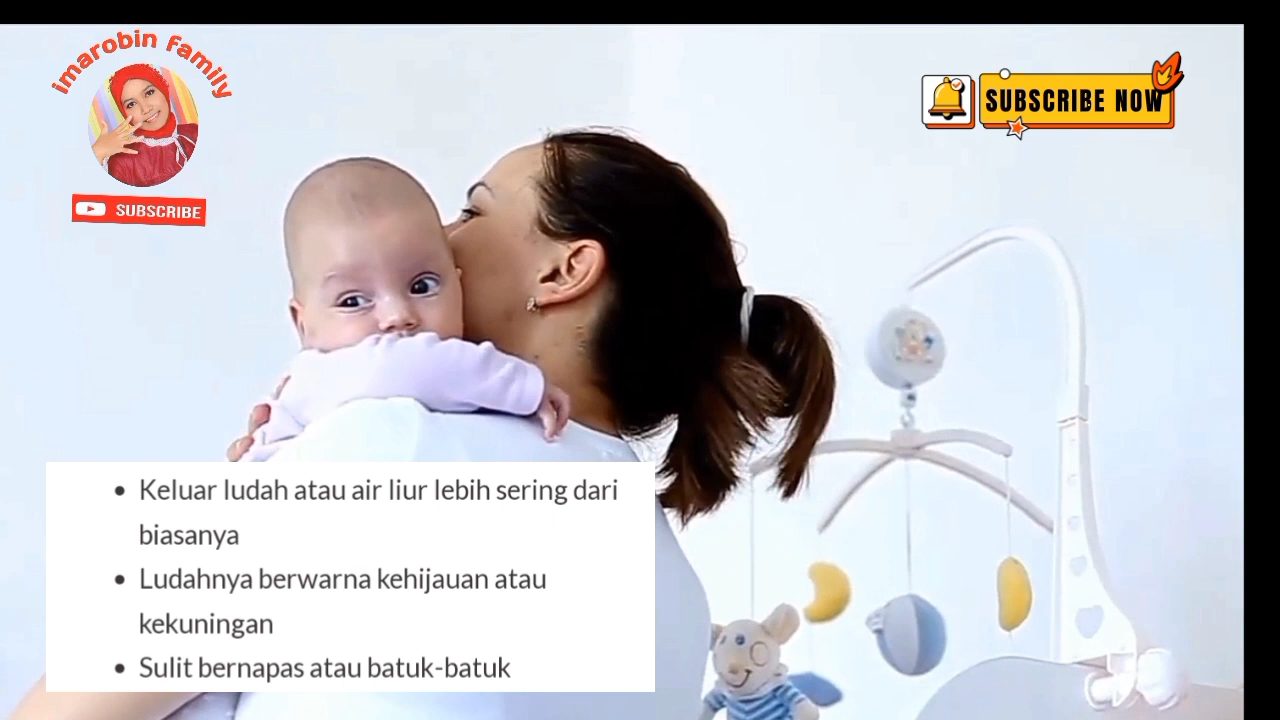 imarobin family
SUBSCRIBE
SUBSCRIBE NOW
• Keluar ludah atau air liur lebih sering dari
biasanya
• Ludahnya berwarna kehijauan atau
kekuningan
• Sulit bernapas atau batuk-batuk